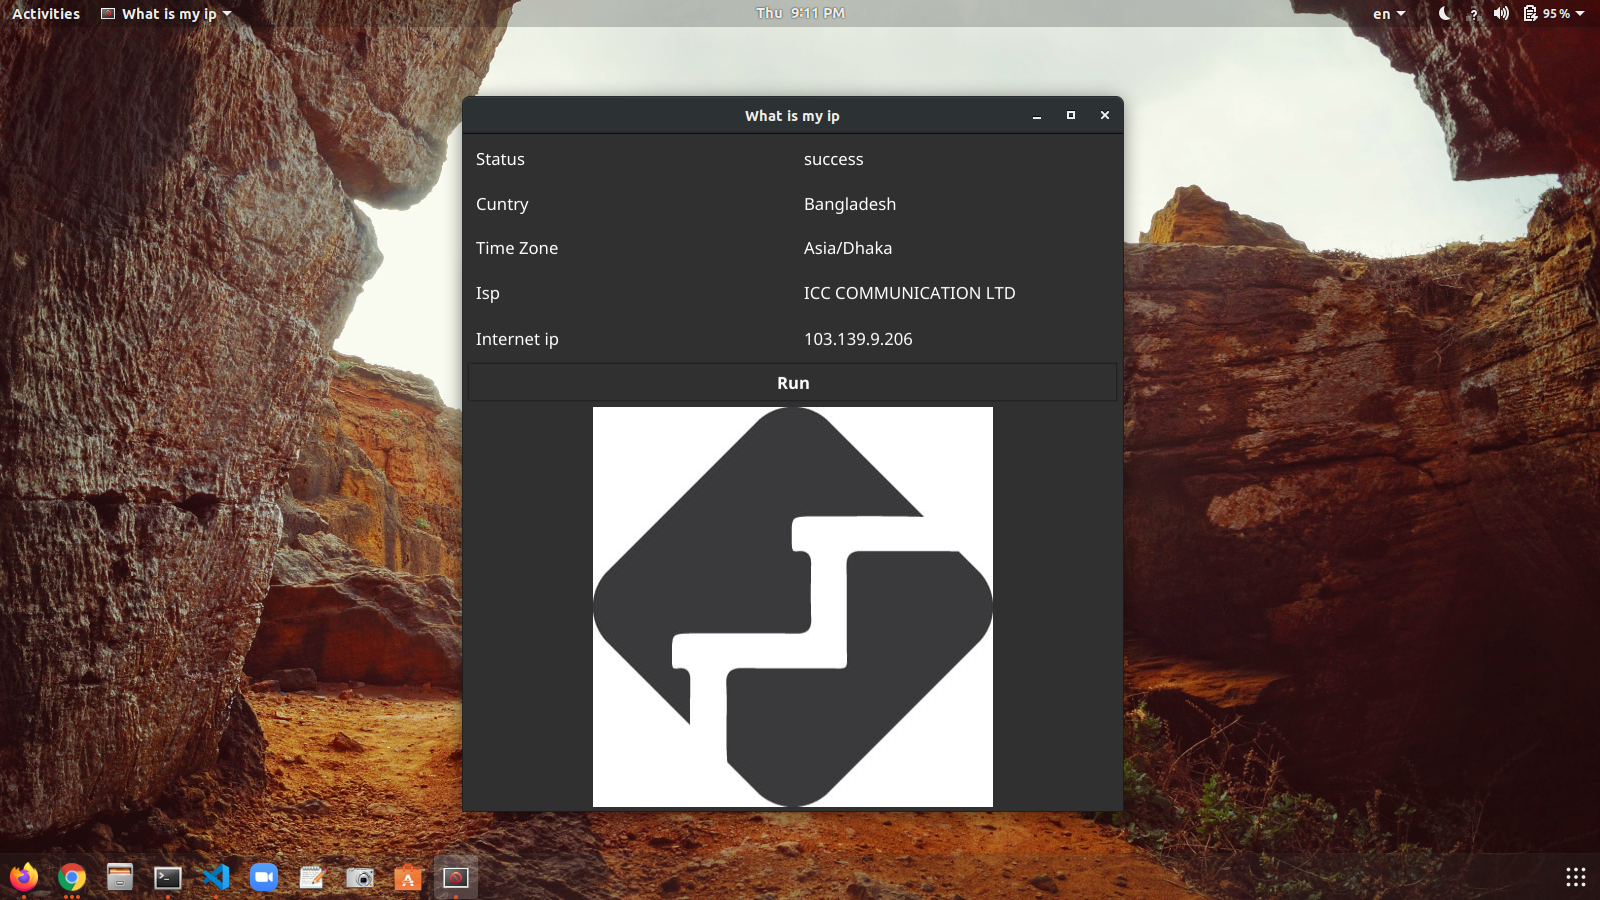 Activities What is my ip Thu 9:11 PM en ? 95%
What is my ip
Status success
Cuntry Bangladesh
Time Zone Asia/Dhaka
Isp ICC COMMUNICATION LTD
Internet ip 103.139.9.206
Run